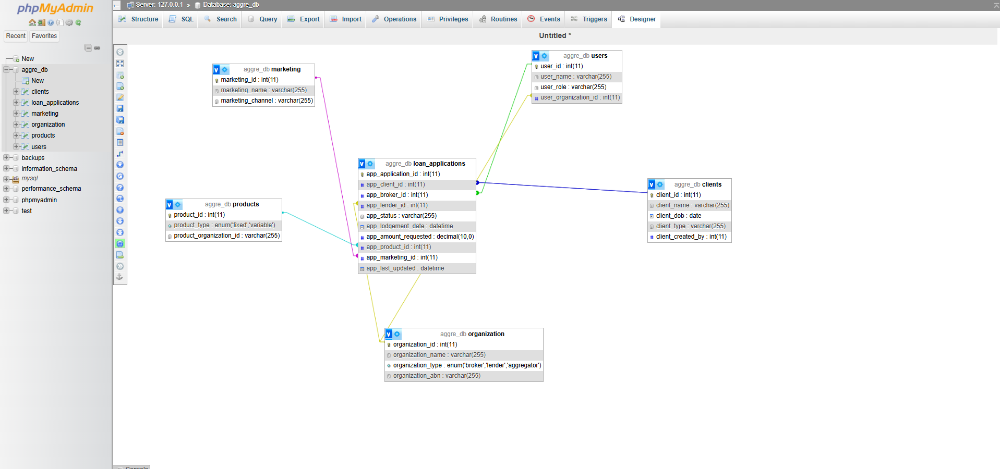 phpMyAdmin
Recent Favorites
New
aggre_db
New
clients
loan_applications
marketing
organization
products
users
backups
information_schema
mysql
performance_schema
phpmyadmin
test
← Server: 127.0.0.1 » Database: aggre_db
Structure SQL Search Query Export Import Operations Privileges Routines Events Triggers Designer
Untitled *
v aggre_db marketing
marketing_id : int(11)
marketing_name : varchar(255)
marketing_channel : varchar(255)
v aggre_db users
user_id : int(11)
user_name : varchar(255)
user_role : varchar(255)
# user_organization_id : int(11)
v aggre_db loan_applications
app_application_id : int(11)
# app_client_id : int(11)
# app_broker_id : int(11)
# app_lender_id : int(11)
app_status : varchar(255)
app_lodgement_date : datetime
# app_amount_requested : decimal(10,0)
# app_product_id : int(11)
# app_marketing_id : int(11)
app_last_updated : datetime
v aggre_db clients
client_id : int(11)
client_name : varchar(255)
client_dob : date
client_type : varchar(255)
# client_created_by : int(11)
v aggre_db products
product_id : int(11)
product_type : enum('fixed','variable')
product_organization_id : varchar(255)
v aggre_db organization
organization_id : int(11)
organization_name : varchar(255)
organization_type : enum('broker','lender','aggregator')
organization_abn : varchar(255)
Console